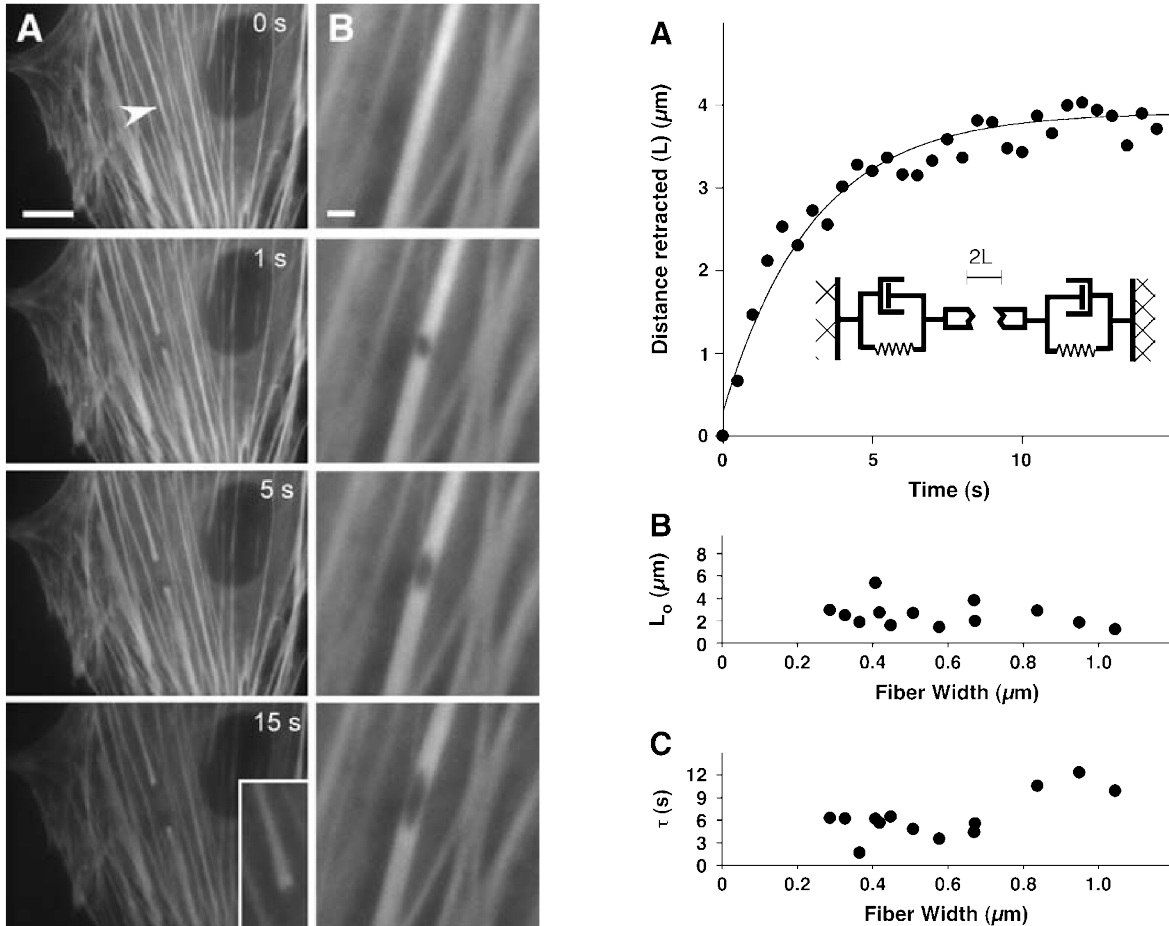 A
0 s
B
1 s
5 s
15 s
A
Distance retracted (L) (µm)
4
3
2
1
0
2L
0
5
10
Time (s)
B
L₀ (µm)
8
6
4
2
0
0
0.2
0.4
0.6
0.8
1.0
Fiber Width (µm)
C
τ (s)
12
9
6
3
0
0
0.2
0.4
0.6
0.8
1.0
Fiber Width (µm)